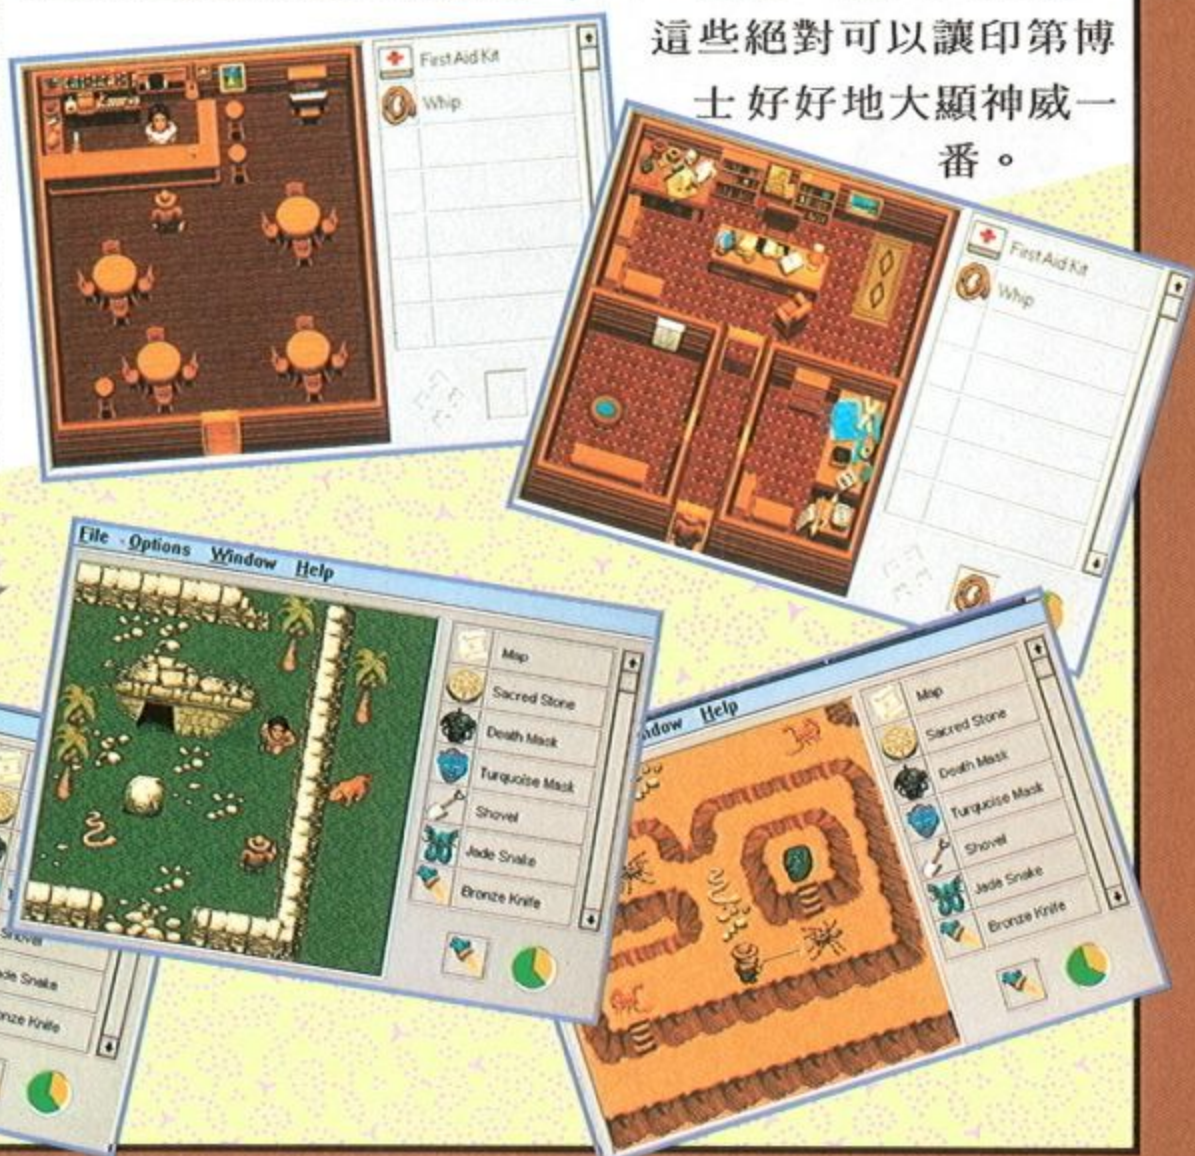 這些絕對可以讓印第博
士好好地大顯神威一
番。
First Aid Kit
Whip
First Aid Kit
Whip
File Options Window Help
Map
Sacred Stone
Death Mask
Turquoise Mask
Shovel
Jade Snake
Bronze Knife
Help
Map
Sacred Stone
Death Mask
Turquoise Mask
Shovel
Jade Snake
Bronze Knife